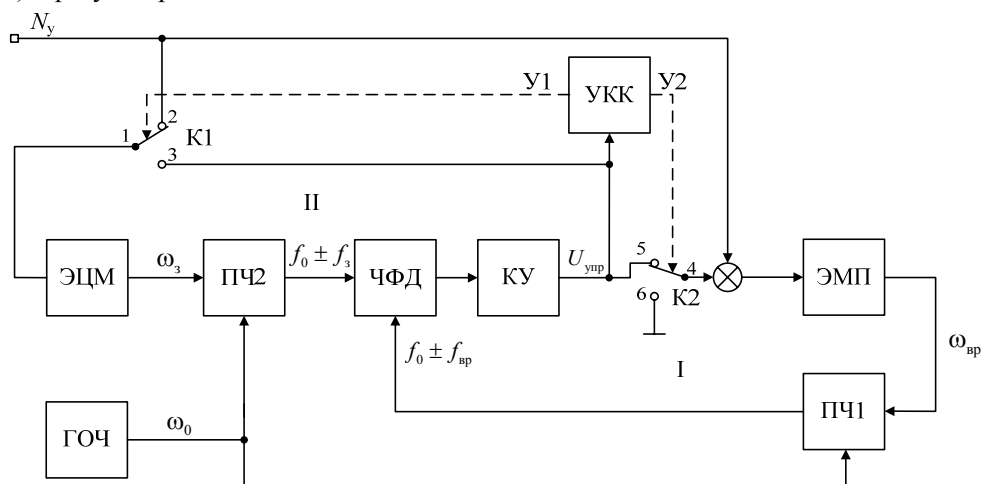 N_у
У1
УКК
У2
1
2
К1
3
II
ЭЦМ
ω_з
ПЧ2
f_0 ± f_з
ЧФД
КУ
U_упр
5
4
6
К2
ЭМП
f_0 ± f_вр
I
ω_вр
ПЧ1
ГОЧ
ω_0